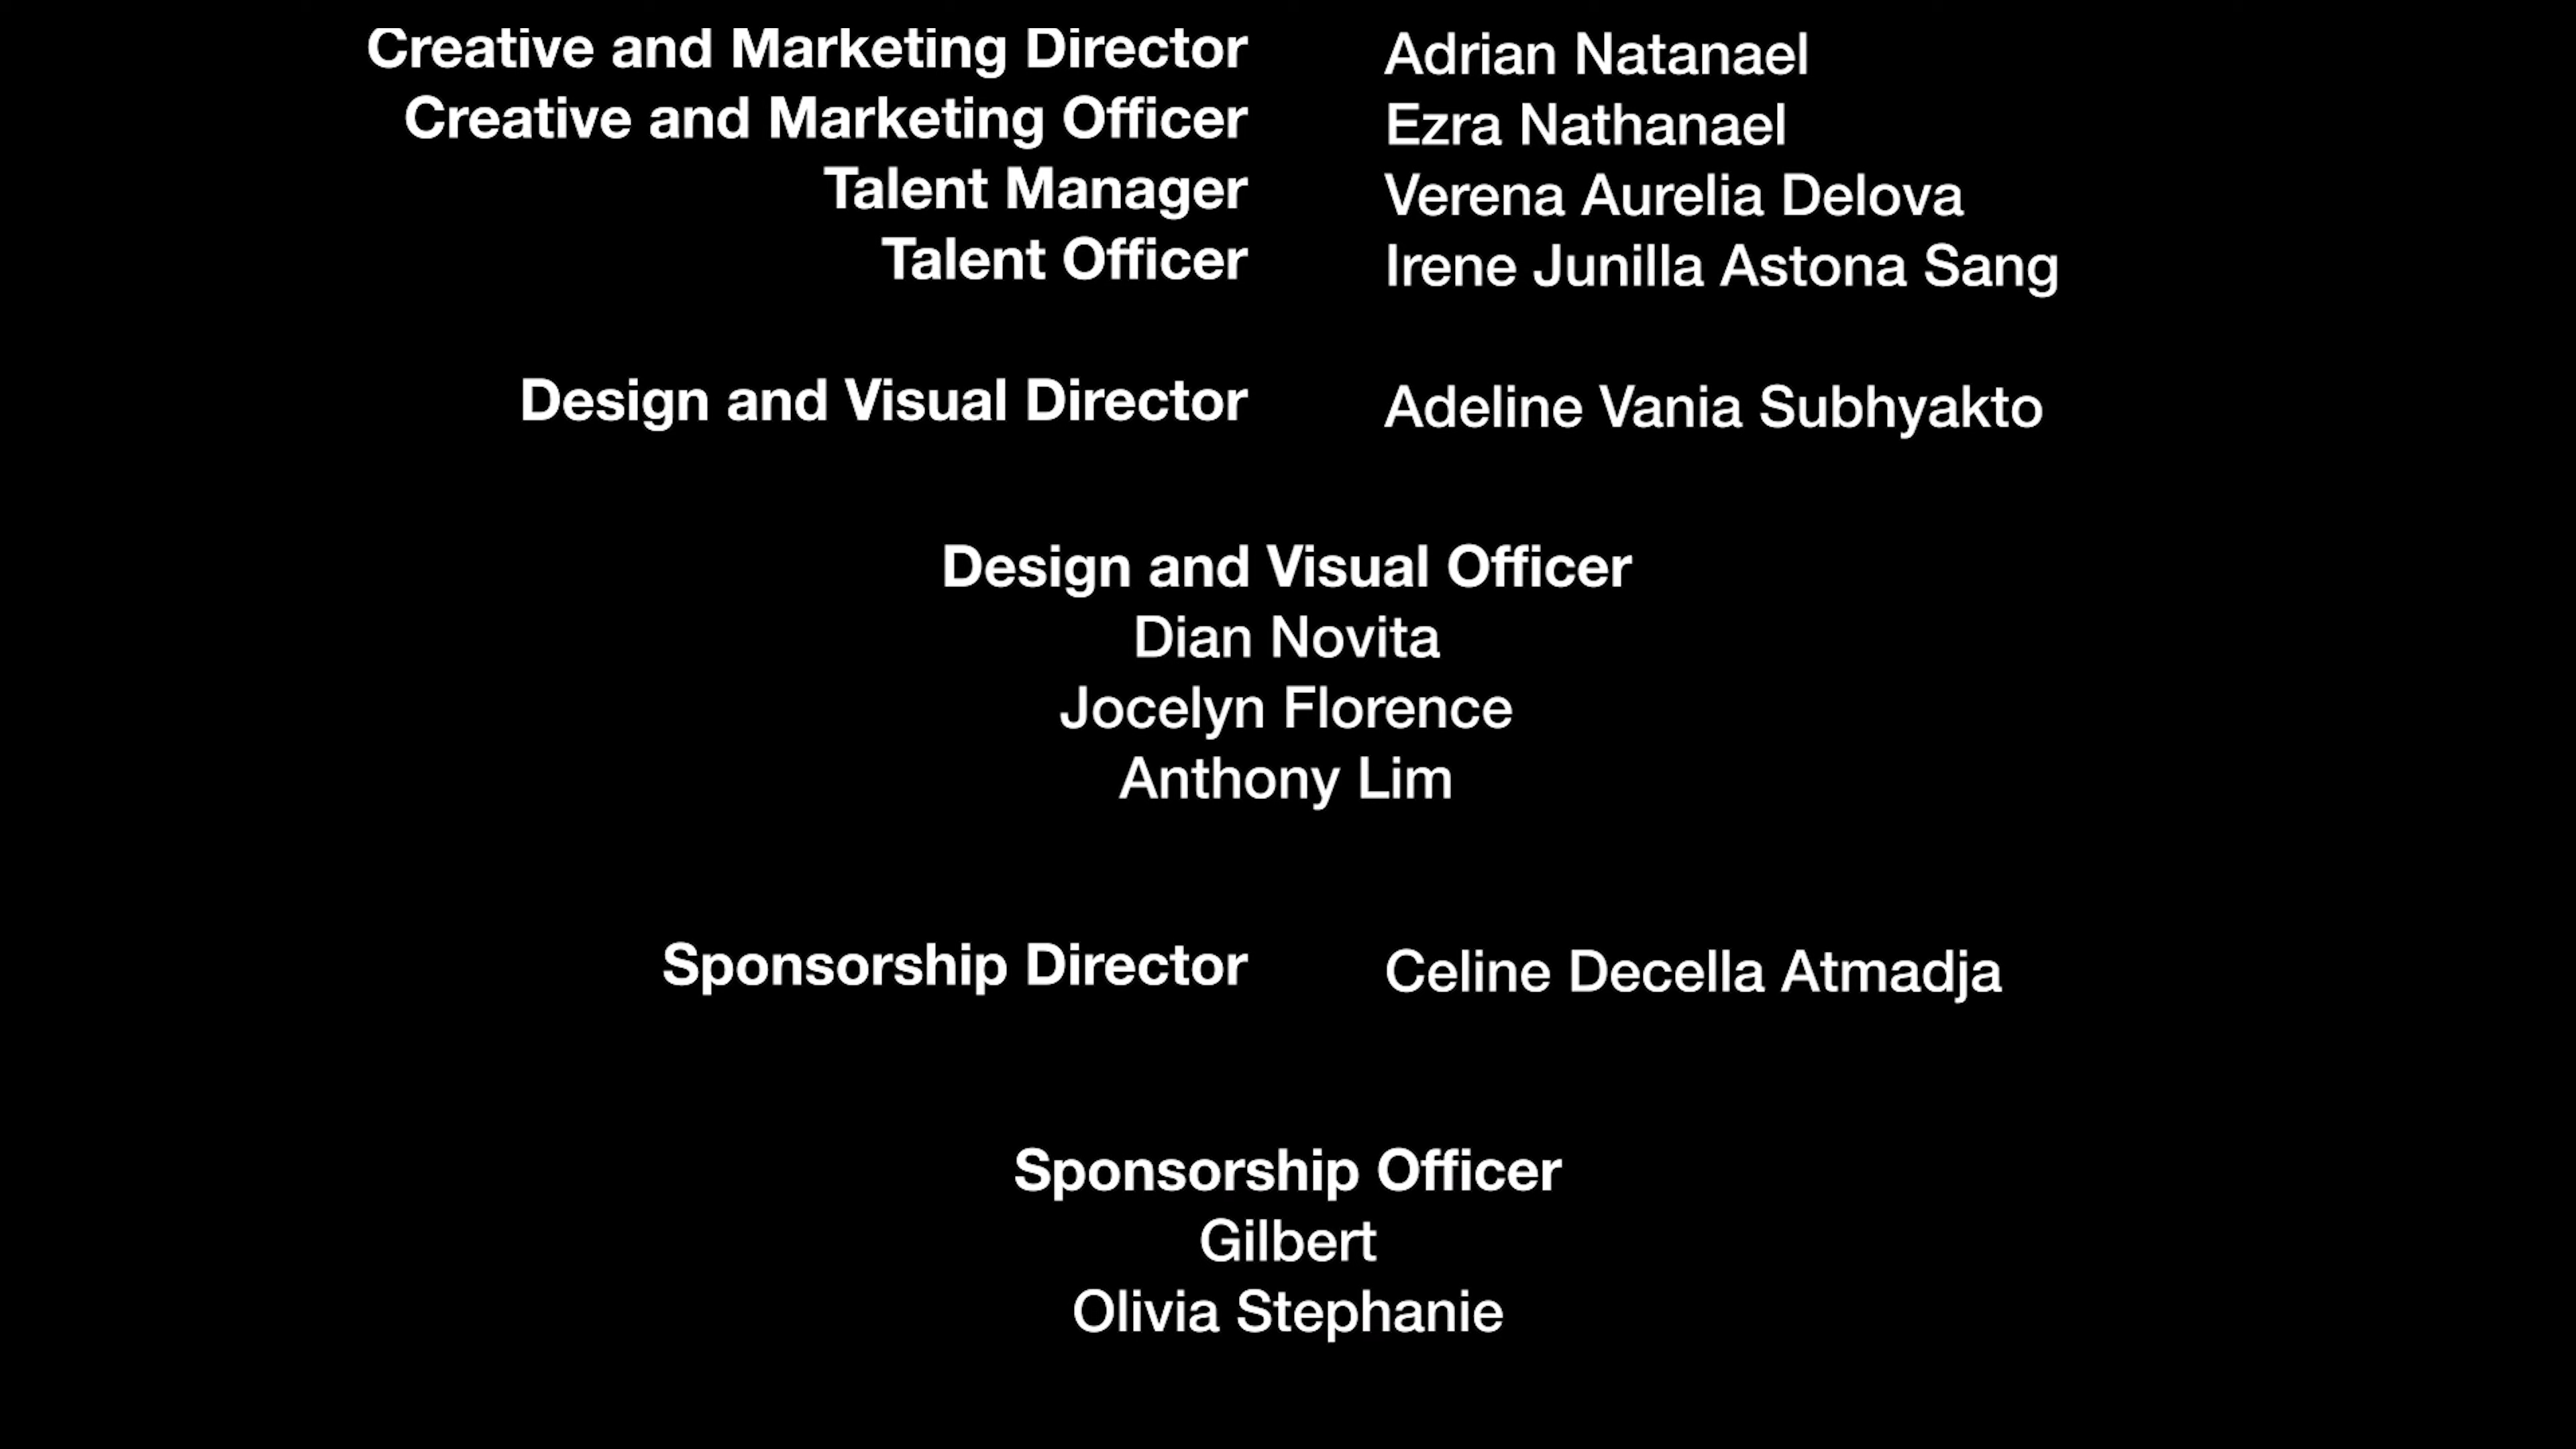 Creative and Marketing Director Adrian Natanael
Creative and Marketing Officer Ezra Nathanael
Talent Manager Verena Aurelia Delova
Talent Officer Irene Junilla Astona Sang
Design and Visual Director Adeline Vania Subhyakto
Design and Visual Officer
Dian Novita
Jocelyn Florence
Anthony Lim
Sponsorship Director Celine Decella Atmadja
Sponsorship Officer
Gilbert
Olivia Stephanie